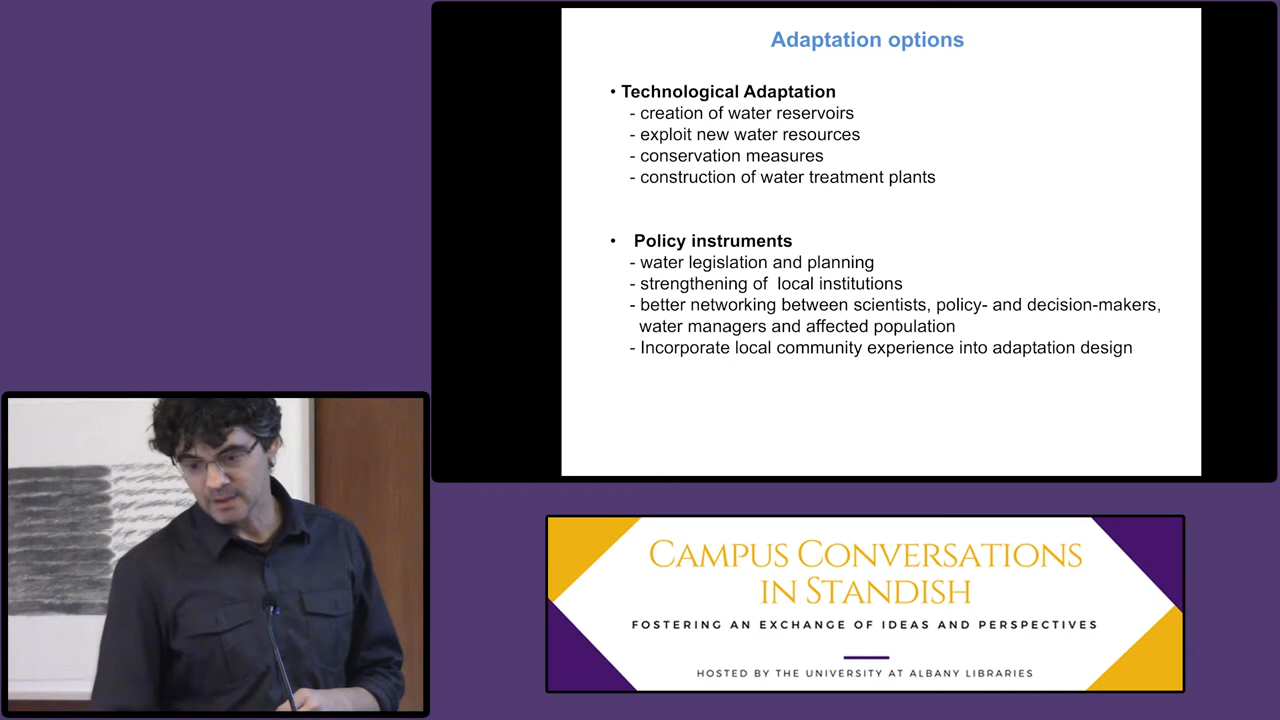 Adaptation options
• Technological Adaptation
- creation of water reservoirs
- exploit new water resources
- conservation measures
- construction of water treatment plants
• Policy instruments
- water legislation and planning
- strengthening of local institutions
- better networking between scientists, policy- and decision-makers,
water managers and affected population
- Incorporate local community experience into adaptation design
CAMPUS CONVERSATIONS
IN STANDISH
FOSTERING AN EXCHANGE OF IDEAS AND PERSPECTIVES
HOSTED BY THE UNIVERSITY AT ALBANY LIBRARIES